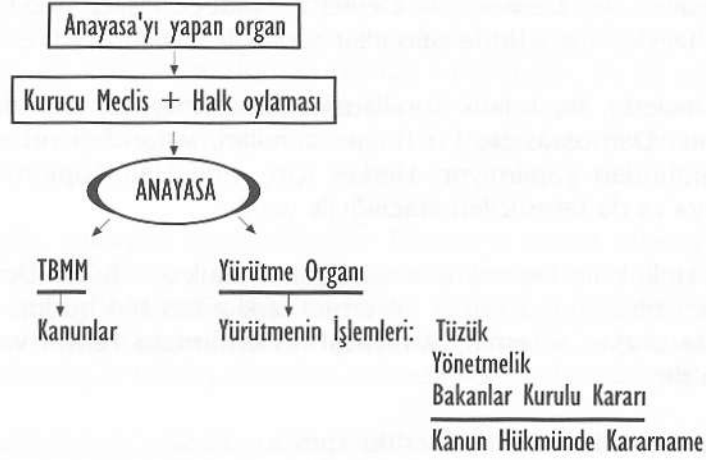 Anayasa'yı yapan organ
Kurucu Meclis + Halk oylaması
ANAYASA
TBMM
Yürütme Organı
Kanunlar
Yürütmenin İşlemleri: Tüzük
Yönetmelik
Bakanlar Kurulu Kararı
Kanun Hükmünde Kararname